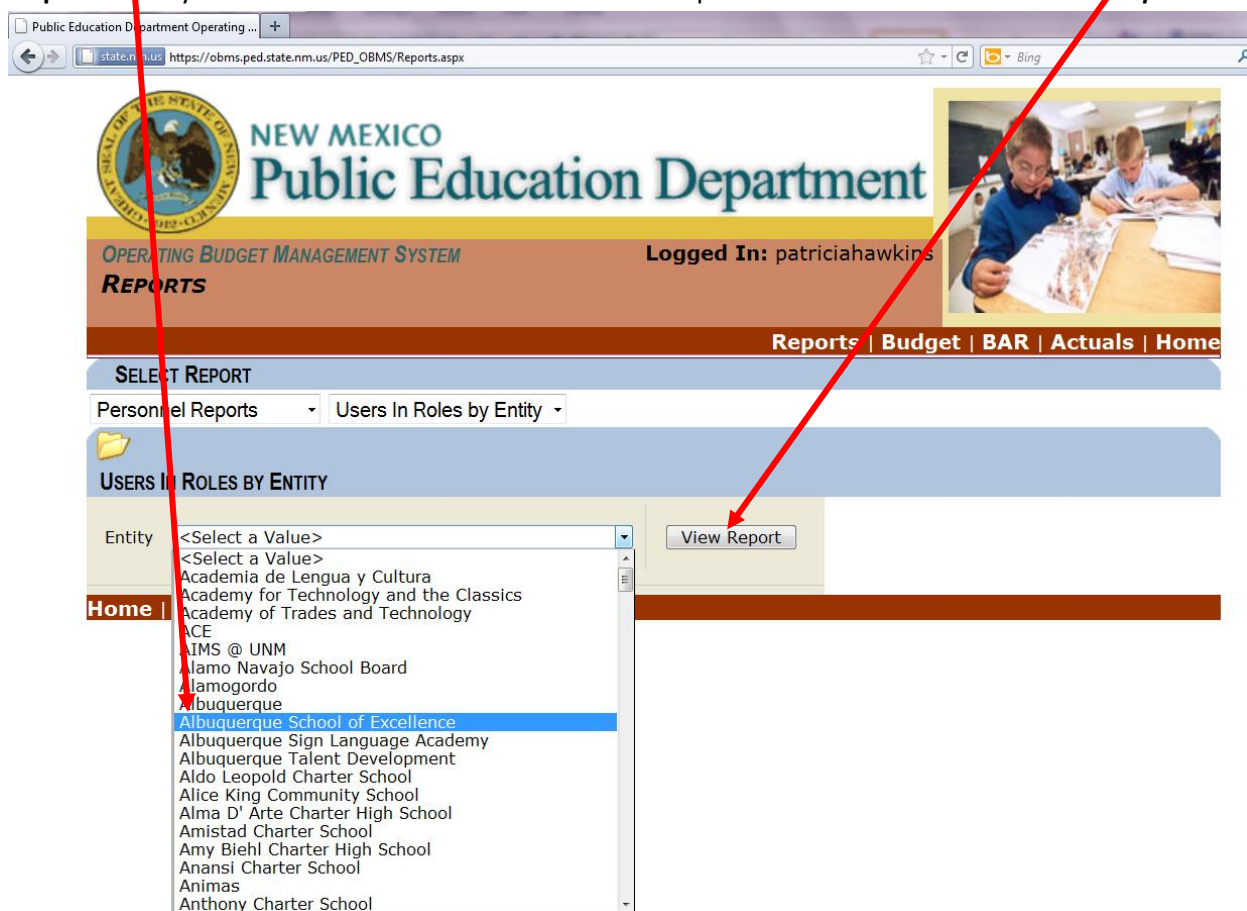 Public Education Department Operating ... +
state.nm.us https://obms.ped.state.nm.us/PED_OBMS/Reports.aspx Bing
NEW MEXICO
Public Education Department
OPERATING BUDGET MANAGEMENT SYSTEM
Logged In: patriciahawkins
REPORTS
Reports | Budget | BAR | Actuals | Home
SELECT REPORT
Personnel Reports Users In Roles by Entity
USERS IN ROLES BY ENTITY
Entity <Select a Value> View Report
<Select a Value>
Academia de Lengua y Cultura
Academy for Technology and the Classics
Home |
Academy of Trades and Technology
ACE
AIMS @ UNM
Alamo Navajo School Board
Alamogordo
Albuquerque
Albuquerque School of Excellence
Albuquerque Sign Language Academy
Albuquerque Talent Development
Aldo Leopold Charter School
Alice King Community School
Alma D' Arte Charter High School
Amistad Charter School
Amy Biehl Charter High School
Anansi Charter School
Animas
Anthony Charter School